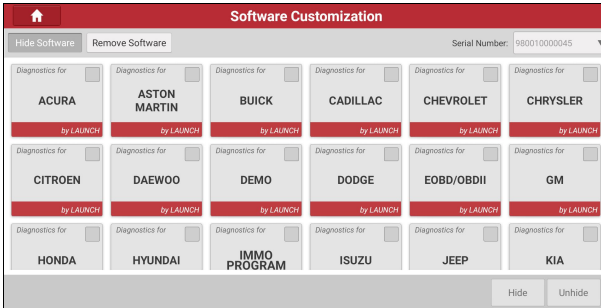 Software Customization
Hide Software Remove Software Serial Number: 980010000045
Diagnostics for Diagnostics for Diagnostics for Diagnostics for Diagnostics for Diagnostics for
ACURA ASTON MARTIN BUICK CADILLAC CHEVROLET CHRYSLER
by LAUNCH by LAUNCH by LAUNCH by LAUNCH by LAUNCH by LAUNCH
Diagnostics for Diagnostics for Diagnostics for Diagnostics for Diagnostics for Diagnostics for
CITROEN DAEWOO DEMO DODGE EOBD/OBDII GM
by LAUNCH by LAUNCH by LAUNCH by LAUNCH by LAUNCH by LAUNCH
Diagnostics for Diagnostics for Diagnostics for Diagnostics for Diagnostics for Diagnostics for
HONDA HYUNDAI IMMO PROGRAM ISUZU JEEP KIA
Hide Unhide